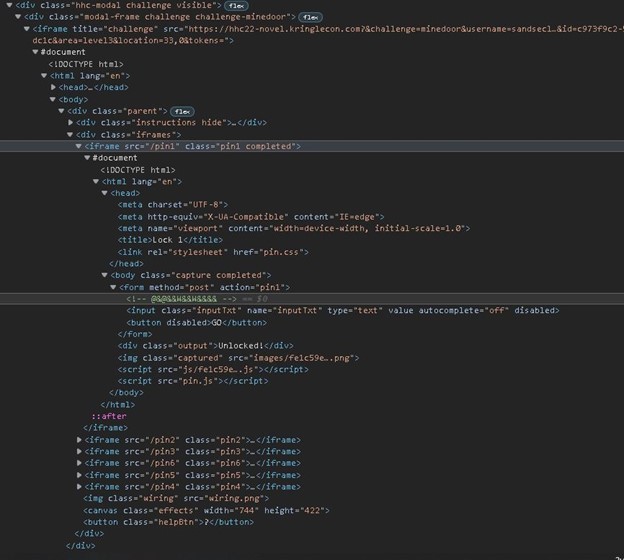 ▼<div class="hhc-modal challenge visible"> flex
▼<div class="modal-frame challenge challenge-minedoor"> flex
▼<iframe title="challenge" src="https://hhc22-novel.kringlecon.com?&challenge=minedoor&username=sandsecl…&id=c973f9c2-
dc1c&area=level3&location=33,0&tokens=">
▼#document
<!DOCTYPE html>
▼<html lang="en">
▶<head>…</head>
▼<body>
▼<div class="parent"> flex
▶<div class="instructions hide">…</div>
▼<div class="iframes">
▼<iframe src="/pin1" class="pin1 completed">
▼#document
<!DOCTYPE html>
▼<html lang="en">
▼<head>
<meta charset="UTF-8">
<meta http-equiv="X-UA-Compatible" content="IE=edge">
<meta name="viewport" content="width=device-width, initial-scale=1.0">
<title>Lock 1</title>
<link rel="stylesheet" href="pin.css">
</head>
▼<body class="capture completed">
▼<form method="post" action="pin1">
<!-- @&@&&W&&W&&&& --> == $0
<input class="inputTxt" name="inputTxt" type="text" value autocomplete="off" disabled>
<button disabled>GO</button>
</form>
<div class="output">Unlocked!</div>
<img class="captured" src="images/fe1c59e….png">
<script src="js/fe1c59e….js"></script>
<script src="pin.js"></script>
</body>
</html>
::after
</iframe>
▶<iframe src="/pin2" class="pin2">…</iframe>
▶<iframe src="/pin3" class="pin3">…</iframe>
▶<iframe src="/pin6" class="pin6">…</iframe>
▶<iframe src="/pin5" class="pin5">…</iframe>
▶<iframe src="/pin4" class="pin4">…</iframe>
<img class="wiring" src="wiring.png">
<canvas class="effects" width="744" height="422">
<button class="helpBtn">?</button>
</div>
</div>